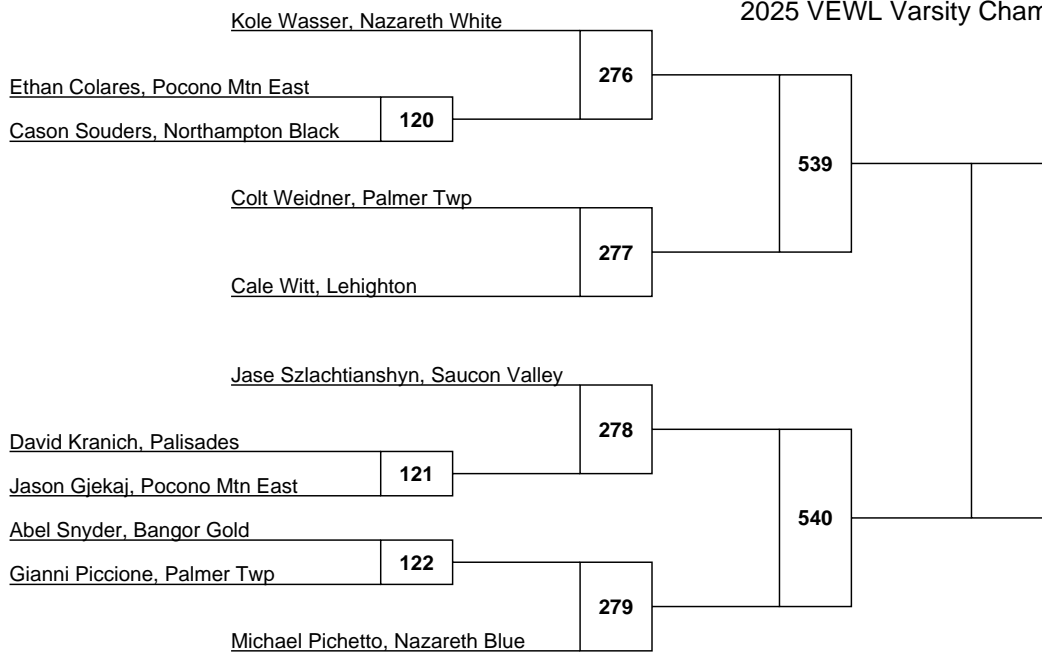 2025 VEWL Varsity Cham
Kole Wasser, Nazareth White
276
Ethan Colares, Pocono Mtn East
120
Cason Souders, Northampton Black
539
Colt Weidner, Palmer Twp
277
Cale Witt, Lehighton
Jase Szlachtianshyn, Saucon Valley
278
David Kranich, Palisades
121
Jason Gjekaj, Pocono Mtn East
540
Abel Snyder, Bangor Gold
122
Gianni Piccione, Palmer Twp
279
Michael Pichetto, Nazareth Blue